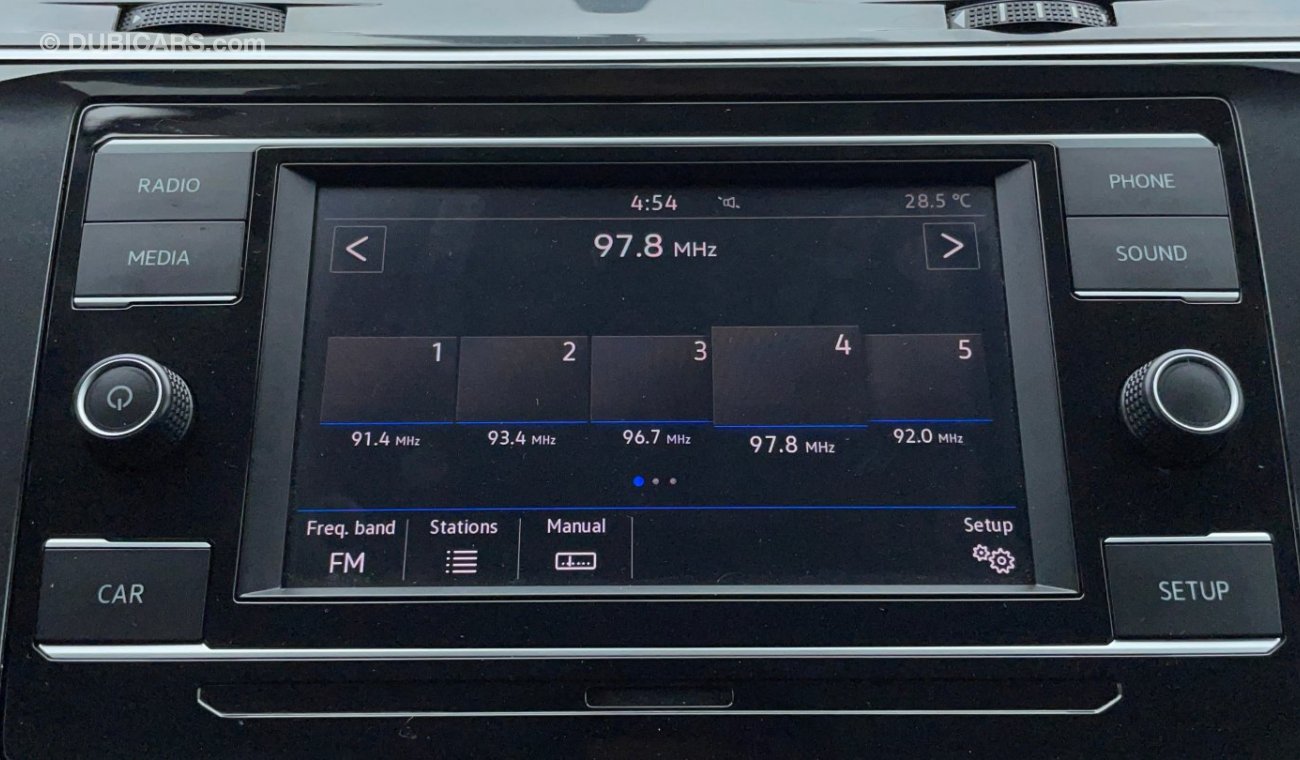 © DUBICARS.com
RADIO
MEDIA
PHONE
SOUND
4:54 28.5 °C
< 97.8 MHz >
1 2 3 4 5
91.4 MHz 93.4 MHz 96.7 MHz 97.8 MHz 92.0 MHz
Freq. band Stations Manual Setup
FM
CAR
SETUP